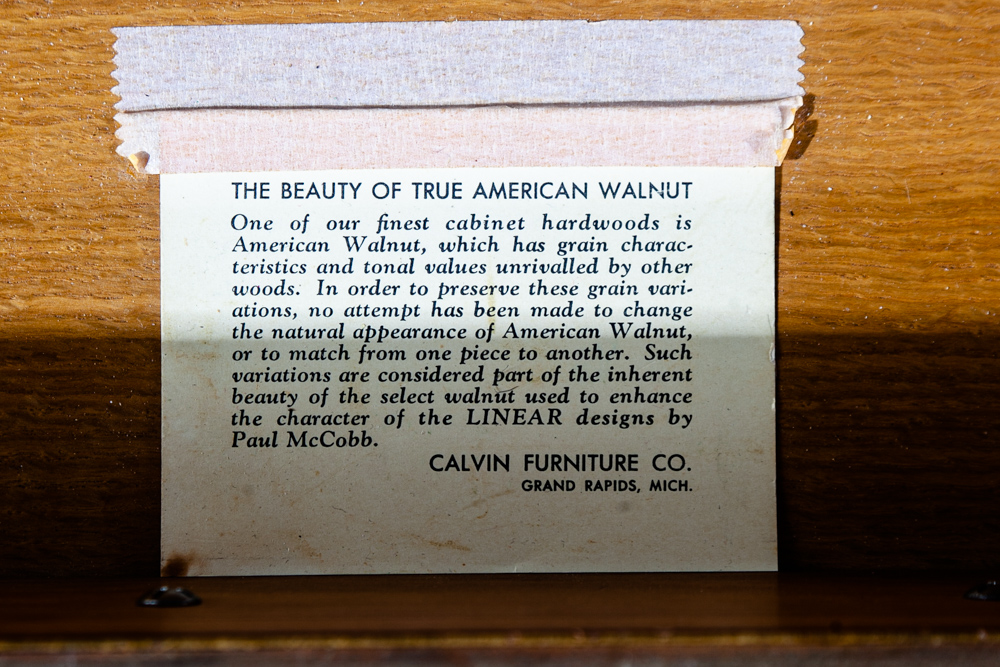 THE BEAUTY OF TRUE AMERICAN WALNUT
One of our finest cabinet hardwoods is
American Walnut, which has grain charac-
teristics and tonal values unrivalled by other
woods. In order to preserve these grain vari-
ations, no attempt has been made to change
the natural appearance of American Walnut,
or to match from one piece to another. Such
variations are considered part of the inherent
beauty of the select walnut used to enhance
the character of the LINEAR designs by
Paul McCobb.
CALVIN FURNITURE CO.
GRAND RAPIDS, MICH.